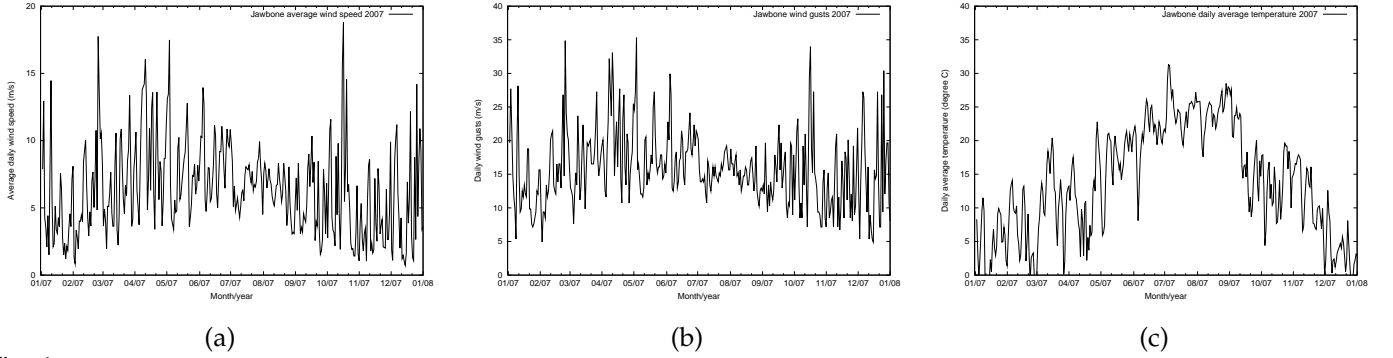 Jawbone average wind speed 2007
Average daily wind speed (m/s)
20
15
10
5
0
01/07 02/07 03/07 04/07 05/07 06/07 07/07 08/07 09/07 10/07 11/07 12/07 01/08
Month/year
(a)
Jawbone wind gusts 2007
Daily wind gusts (m/s)
40
35
30
25
20
15
10
5
0
01/07 02/07 03/07 04/07 05/07 06/07 07/07 08/07 09/07 10/07 11/07 12/07 01/08
Month/year
(b)
Jawbone daily average temperature 2007
Daily average temperature (degree C)
40
35
30
25
20
15
10
5
0
01/07 02/07 03/07 04/07 05/07 06/07 07/07 08/07 09/07 10/07 11/07 12/07 01/08
Month/year
(c)